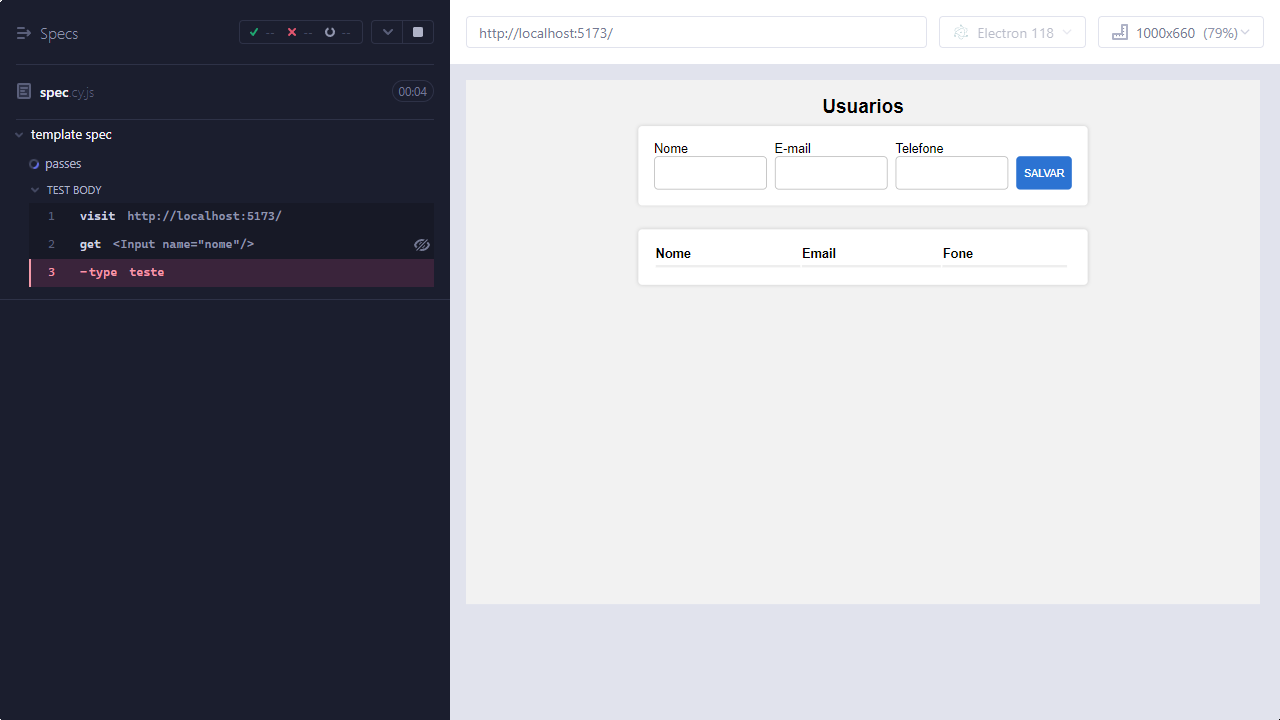 Specs
-- -- --
spec.cy.js 00:04
template spec
passes
TEST BODY
1 visit http://localhost:5173/
2 get <Input name="nome"/>
3 -type teste
http://localhost:5173/
Electron 118
1000x660 (79%)
Usuarios
Nome E-mail Telefone
SALVAR
Nome Email Fone